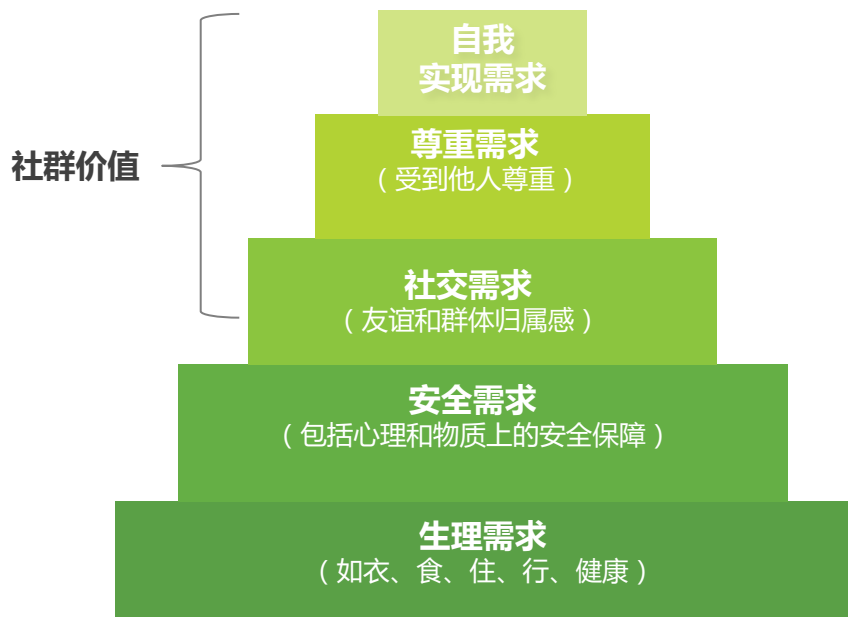 自我
实现需求
尊重需求
（受到他人尊重）
社群价值
社交需求
（友谊和群体归属感）
安全需求
（包括心理和物质上的安全保障）
生理需求
（如衣、食、住、行、健康）